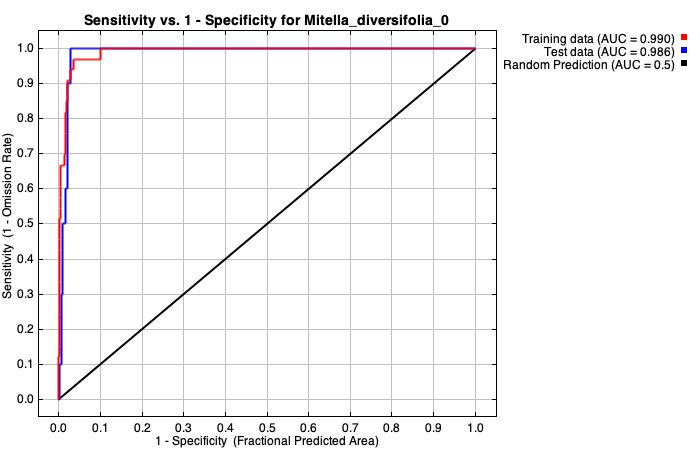 Sensitivity vs. 1 - Specificity for Mitella_diversifolia_0
Training data (AUC = 0.990)
Test data (AUC = 0.986)
Random Prediction (AUC = 0.5)
Sensitivity (1 - Omission Rate)
1.0
0.9
0.8
0.7
0.6
0.5
0.4
0.3
0.2
0.1
0.0
0.0 0.1 0.2 0.3 0.4 0.5 0.6 0.7 0.8 0.9 1.0
1 - Specificity (Fractional Predicted Area)